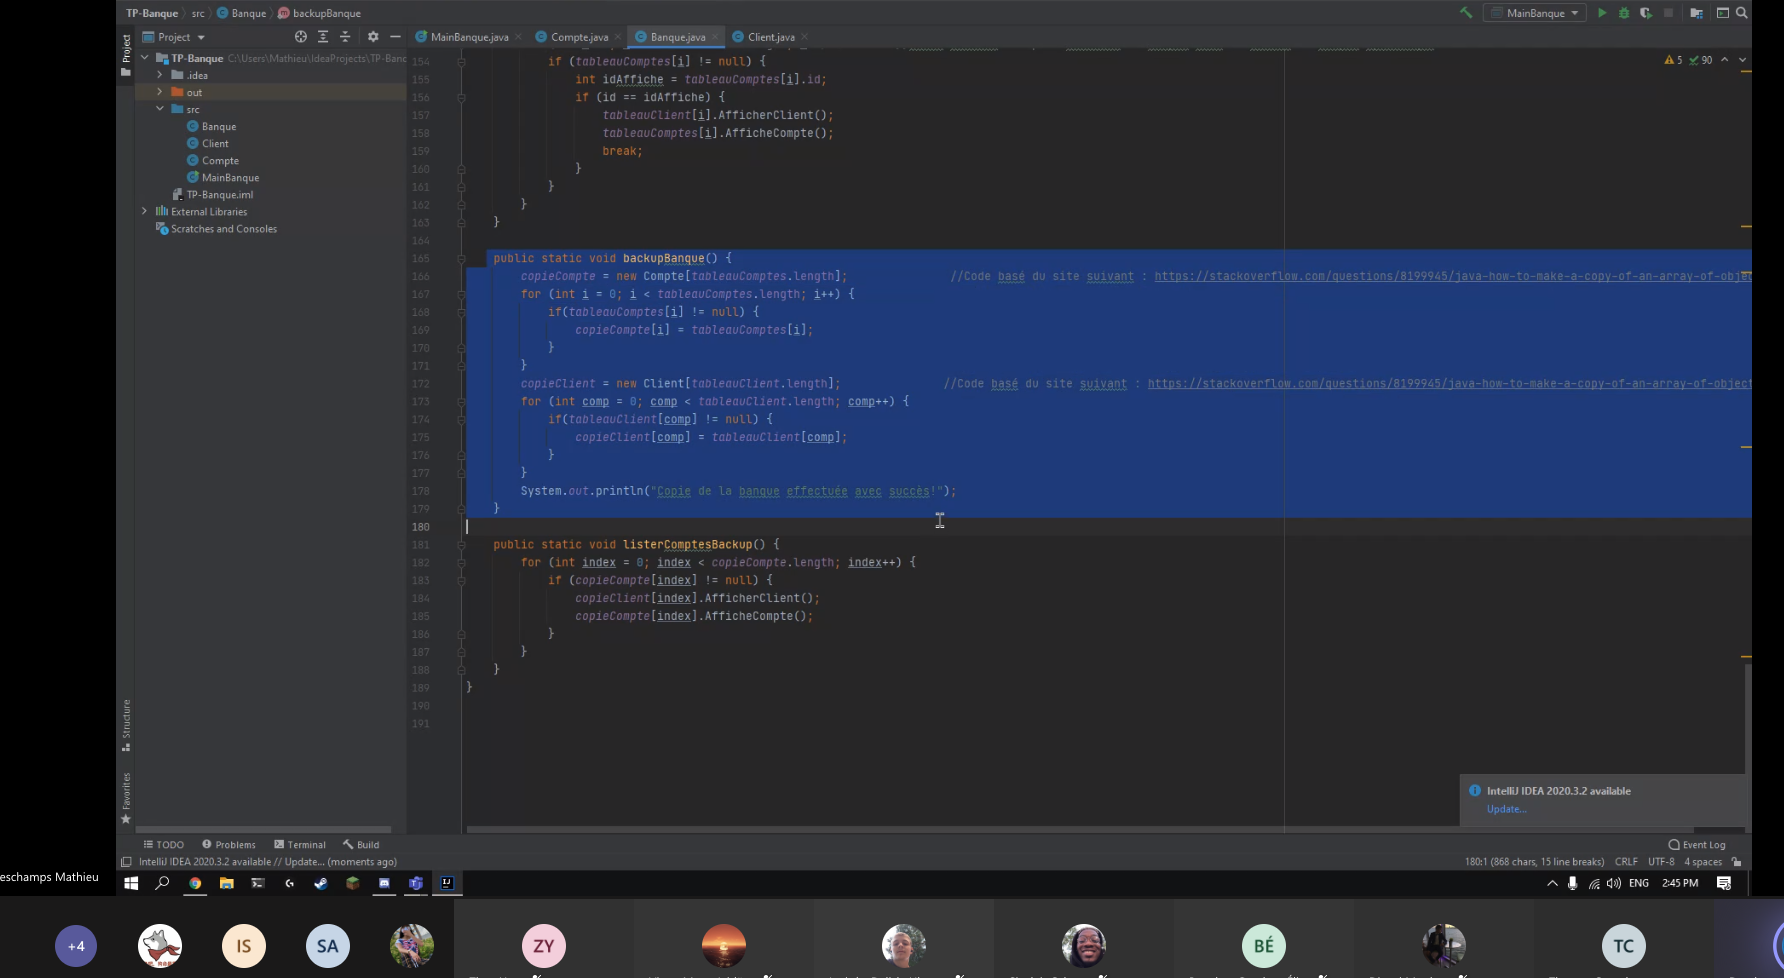 TP-Banque
src
Banque
backupBanque
MainBanque
Project
MainBanque.java
Compte.java
Banque.java
Client.java
Project
TP-Banque C:\Users\Mathieu\IdeaProjects\TP-Banc
.idea
out
src
Banque
Client
Compte
MainBanque
TP-Banque.iml
External Libraries
Scratches and Consoles
5 90
154 if (tableauComptes[i] != null) {
155 int idAffiche = tableauComptes[i].id;
156 if (id == idAffiche) {
157 tableauClient[i].AfficherClient();
158 tableauComptes[i].AfficheCompte();
159 break;
160 }
161 }
162 }
163 }
164
165 public static void backupBanque() {
166 copieCompte = new Compte[tableauComptes.length]; //Code basé du site suivant : https://stackoverflow.com/questions/8199945/java-how-to-make-a-copy-of-an-array-of-objec
167 for (int i = 0; i < tableauComptes.length; i++) {
168 if(tableauComptes[i] != null) {
169 copieCompte[i] = tableauComptes[i];
170 }
171 }
172 copieClient = new Client[tableauClient.length]; //Code basé du site suivant : https://stackoverflow.com/questions/8199945/java-how-to-make-a-copy-of-an-array-of-object
173 for (int comp = 0; comp < tableauClient.length; comp++) {
174 if(tableauClient[comp] != null) {
175 copieClient[comp] = tableauClient[comp];
176 }
177 }
178 System.out.println("Copie de la banque effectuée avec succès!");
179 }
180
181 public static void listerComptesBackup() {
182 for (int index = 0; index < copieCompte.length; index++) {
183 if (copieCompte[index] != null) {
184 copieClient[index].AfficherClient();
185 copieCompte[index].AfficheCompte();
186 }
187 }
188 }
189 }
190
191
Structure
Favorites
IntelliJ IDEA 2020.3.2 available
Update...
TODO
Problems
Terminal
Build
Event Log
IntelliJ IDEA 2020.3.2 available // Update... (moments ago)
180:1 (868 chars, 15 line breaks) CRLF UTF-8 4 spaces
eschamps Mathieu
ENG
2:45 PM
+4
IS
SA
ZY
BÉ
TC